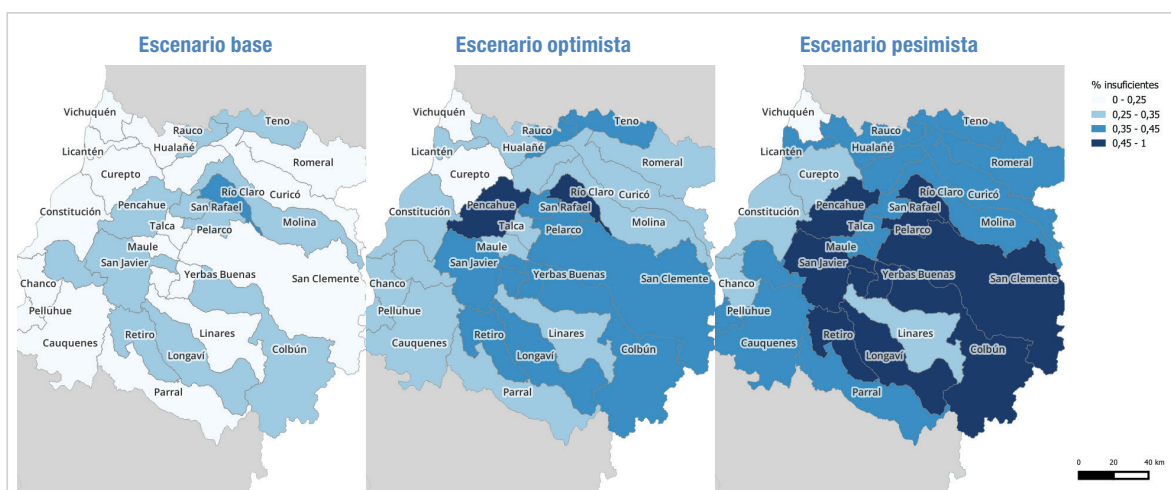 Escenario base
Escenario optimista
Escenario pesimista
Vichuquén
Teno
Rauco
Licantén
Hualañé
Romeral
Curepto
Río Claro
Curicó
Constitución
Pencahue
San Rafael
Molina
Talca
Pelarco
Maule
San Javier
Yerbas Buenas
San Clemente
Chanco
Pelluhue
Retiro
Linares
Cauquenes
Longaví
Colbún
Parral
Vichuquén
Teno
Rauco
Licantén
Hualañé
Romeral
Curepto
Río Claro
Curicó
Constitución
Pencahue
San Rafael
Molina
Talca
Pelarco
Maule
San Javier
Yerbas Buenas
San Clemente
Chanco
Pelluhue
Retiro
Linares
Cauquenes
Longaví
Colbún
Parral
Vichuquén
Teno
Rauco
Licantén
Hualañé
Romeral
Curepto
Río Claro
Curicó
Constitución
Pencahue
San Rafael
Molina
Talca
Pelarco
Maule
San Javier
Yerbas Buenas
San Clemente
Chanco
Pelluhue
Retiro
Linares
Cauquenes
Longaví
Colbún
Parral
% insuficientes
0 - 0,25
0,25 - 0,35
0,35 - 0,45
0,45 - 1
0 20 40 km